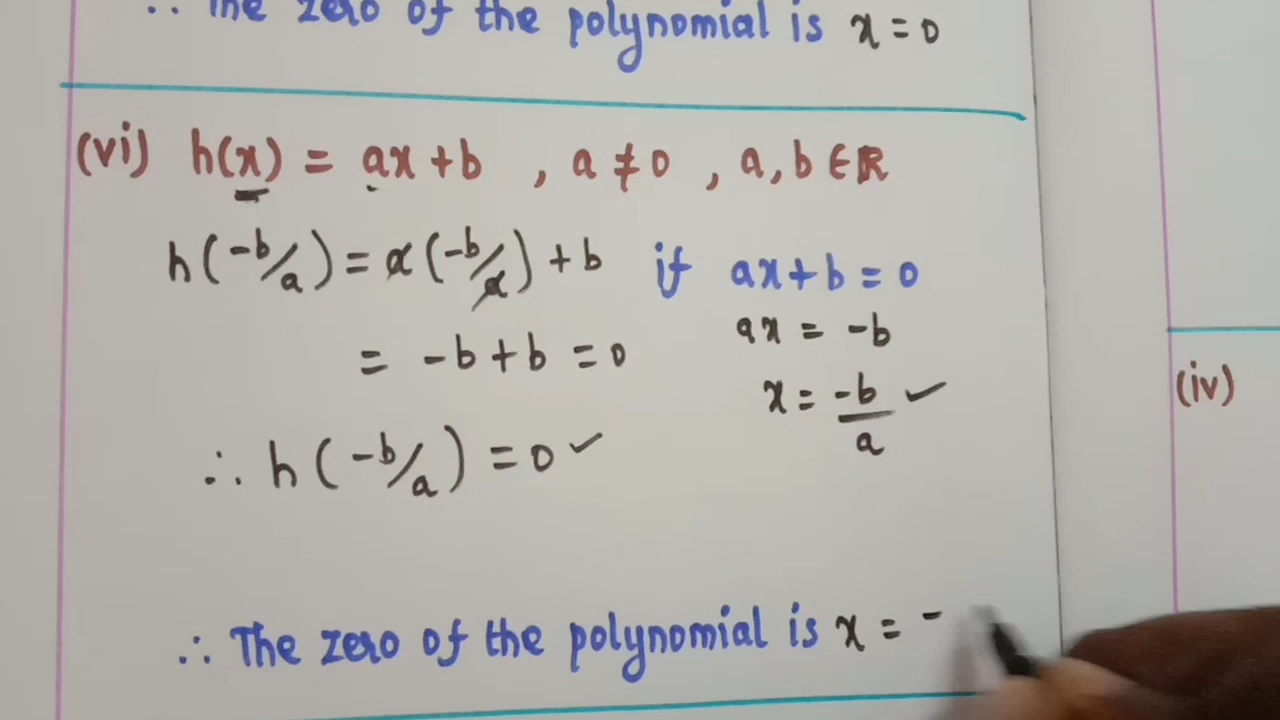 ∴ The zero of the polynomial is x = 0
(vi) h(x) = ax + b , a ≠ 0 , a, b ∈ ℝ
h(-b/a) = a(-b/a) + b
= -b + b = 0
∴ h(-b/a) = 0 ✓
if ax + b = 0
ax = -b
x = -b/a ✓
∴ The zero of the polynomial is x = -
(iv)